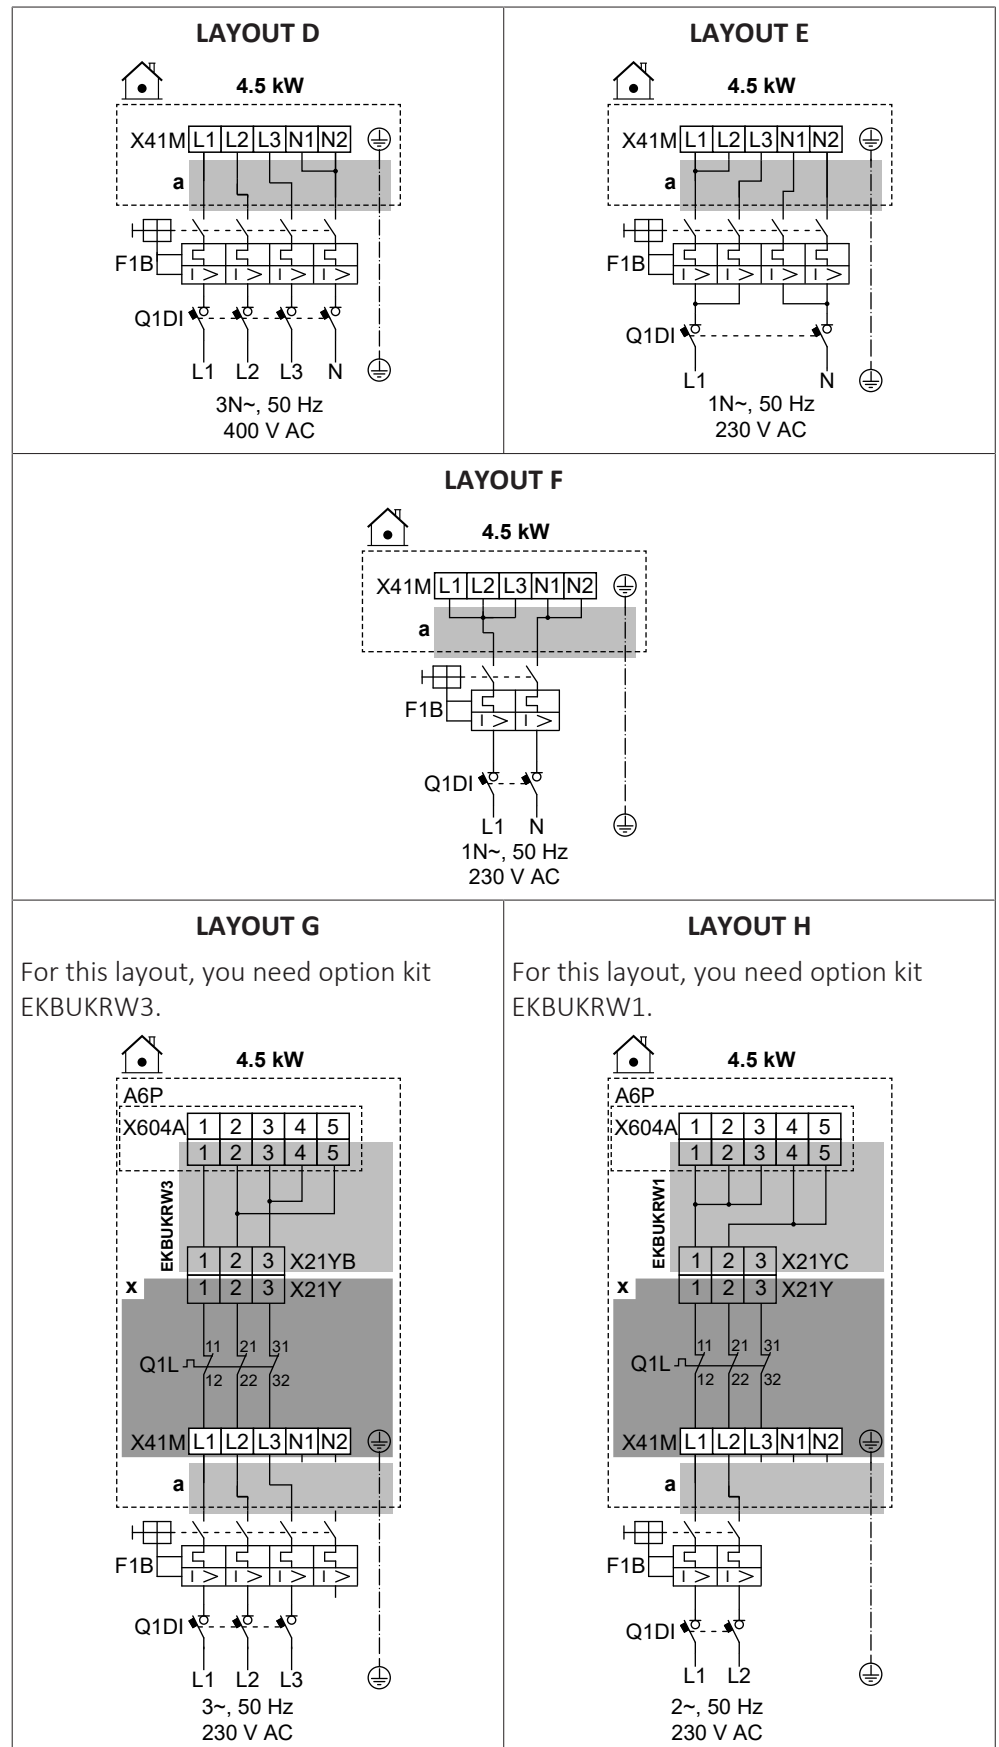 LAYOUT D
4.5 kW
X41M L1 L2 L3 N1 N2
a
F1B
I > I > I > I >
Q1DI
L1 L2 L3 N
3N~, 50 Hz
400 V AC
LAYOUT E
4.5 kW
X41M L1 L2 L3 N1 N2
a
F1B
I > I > I > I >
Q1DI
L1 N
1N~, 50 Hz
230 V AC
LAYOUT F
4.5 kW
X41M L1 L2 L3 N1 N2
a
F1B
I > I >
Q1DI
L1 N
1N~, 50 Hz
230 V AC
LAYOUT G
For this layout, you need option kit
EKBUKRW3.
4.5 kW
A6P
X604A 1 2 3 4 5
1 2 3 4 5
EKBUKRW3
1 2 3 X21YB
x 1 2 3 X21Y
11 21 31
Q1L
12 22 32
X41M L1 L2 L3 N1 N2
a
F1B
I > I > I > I >
Q1DI
L1 L2 L3
3~, 50 Hz
230 V AC
LAYOUT H
For this layout, you need option kit
EKBUKRW1.
4.5 kW
A6P
X604A 1 2 3 4 5
1 2 3 4 5
EKBUKRW1
1 2 3 X21YC
x 1 2 3 X21Y
11 21 31
Q1L
12 22 32
X41M L1 L2 L3 N1 N2
a
F1B
I > I >
Q1DI
L1 L2
2~, 50 Hz
230 V AC